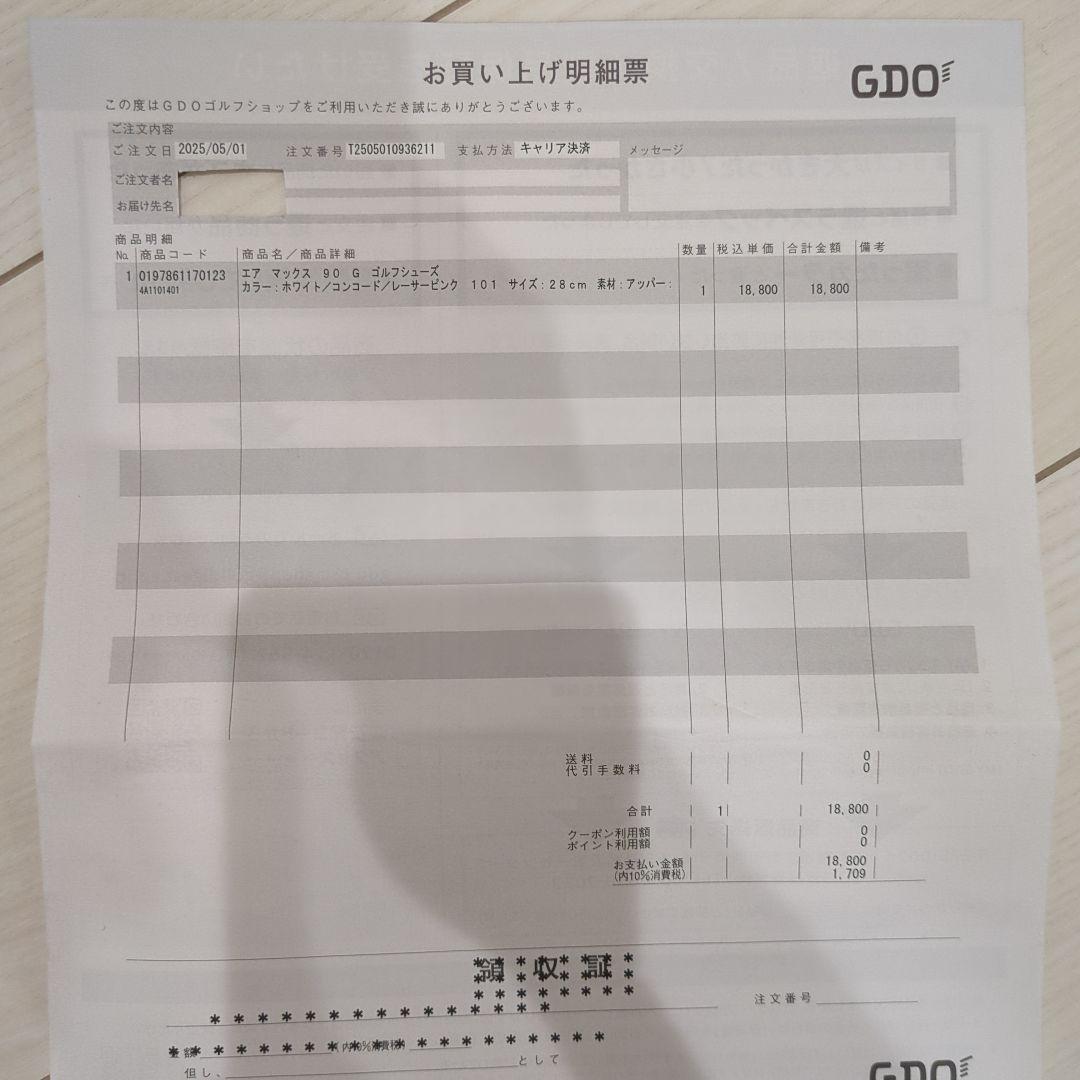 お買い上げ明細票
GDO
この度はGDOゴルフショップをご利用いただき誠にありがとうございます。
ご注文内容
ご注文日 2025/05/01 注文番号 T2505010936211 支払方法 キャリア決済 メッセージ
ご注文者名
お届け先名
商品明細
No. 商品コード 商品名/商品詳細 数量 税込単価 合計金額 備考
1 0197861170123 エア マックス 90 G ゴルフシューズ
4A1101401 カラー:ホワイト/コンコード/レーサーピンク 101 サイズ:28cm 素材:アッパー: 1 18,800 18,800
送料 0
代引手数料 0
合計 1 18,800
クーポン利用額 0
ポイント利用額 0
お支払い金額 18,800
(内10%消費税) 1,709
領収証
* * * * * * * *
* * * * * * * *
* * * * * * * *
注文番号
* * * * * * * * * * * * * * *
金額 (内10%消費税)
* * * * * * * * * * * * * * * * * * *
但し、 として
GDO